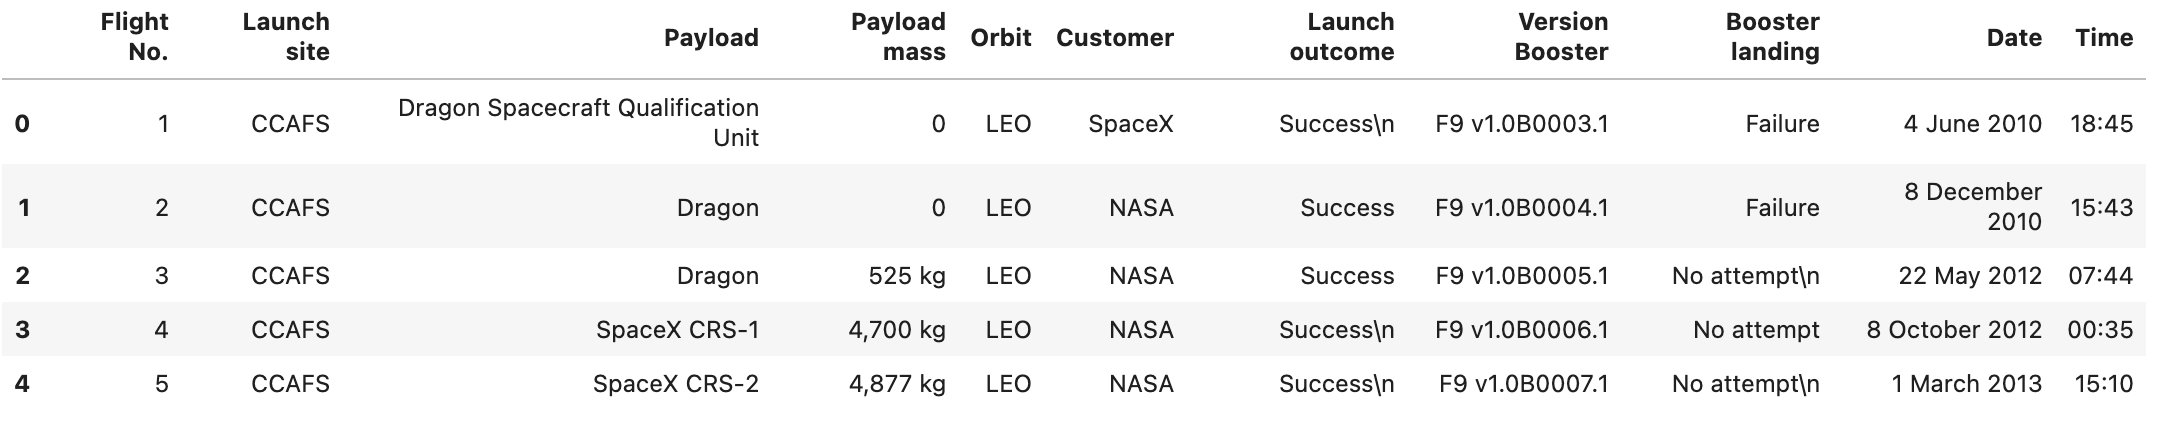 Flight No. Launch site Payload Payload mass Orbit Customer Launch outcome Version Booster Booster landing Date Time
0 1 CCAFS Dragon Spacecraft Qualification Unit 0 LEO SpaceX Success\n F9 v1.0B0003.1 Failure 4 June 2010 18:45
1 2 CCAFS Dragon 0 LEO NASA Success F9 v1.0B0004.1 Failure 8 December 2010 15:43
2 3 CCAFS Dragon 525 kg LEO NASA Success F9 v1.0B0005.1 No attempt\n 22 May 2012 07:44
3 4 CCAFS SpaceX CRS-1 4,700 kg LEO NASA Success\n F9 v1.0B0006.1 No attempt 8 October 2012 00:35
4 5 CCAFS SpaceX CRS-2 4,877 kg LEO NASA Success\n F9 v1.0B0007.1 No attempt\n 1 March 2013 15:10